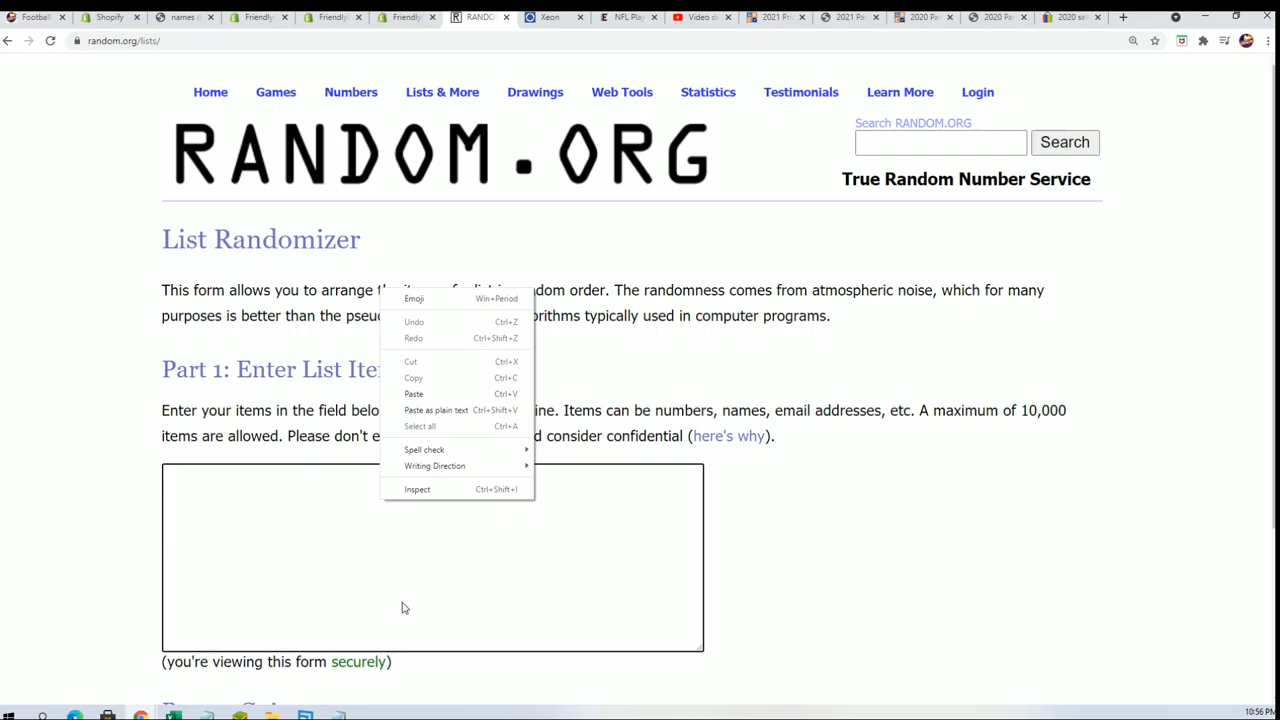 Football Shopify names ( Friendly Friendly Friendly RANDO Xeon NFL Play Video da 2021 Pr 2021 Pa 2020 Pan 2020 Pan 2020 se
random.org/lists/
Home Games Numbers Lists & More Drawings Web Tools Statistics Testimonials Learn More Login
Search RANDOM.ORG
RANDOM.ORG
Search
True Random Number Service
List Randomizer
This form allows you to arrange t dom order. The randomness comes from atmospheric noise, which for many
purposes is better than the pseu rithms typically used in computer programs.
Part 1: Enter List Ite
Enter your items in the field belo ine. Items can be numbers, names, email addresses, etc. A maximum of 10,000
items are allowed. Please don't e d consider confidential (here's why).
Emoji Win+Period
Undo Ctrl+Z
Redo Ctrl+Shift+Z
Cut Ctrl+X
Copy Ctrl+C
Paste Ctrl+V
Paste as plain text Ctrl+Shift+V
Select all Ctrl+A
Spell check
Writing Direction
Inspect Ctrl+Shift+I
(you're viewing this form securely)
10:56 PM